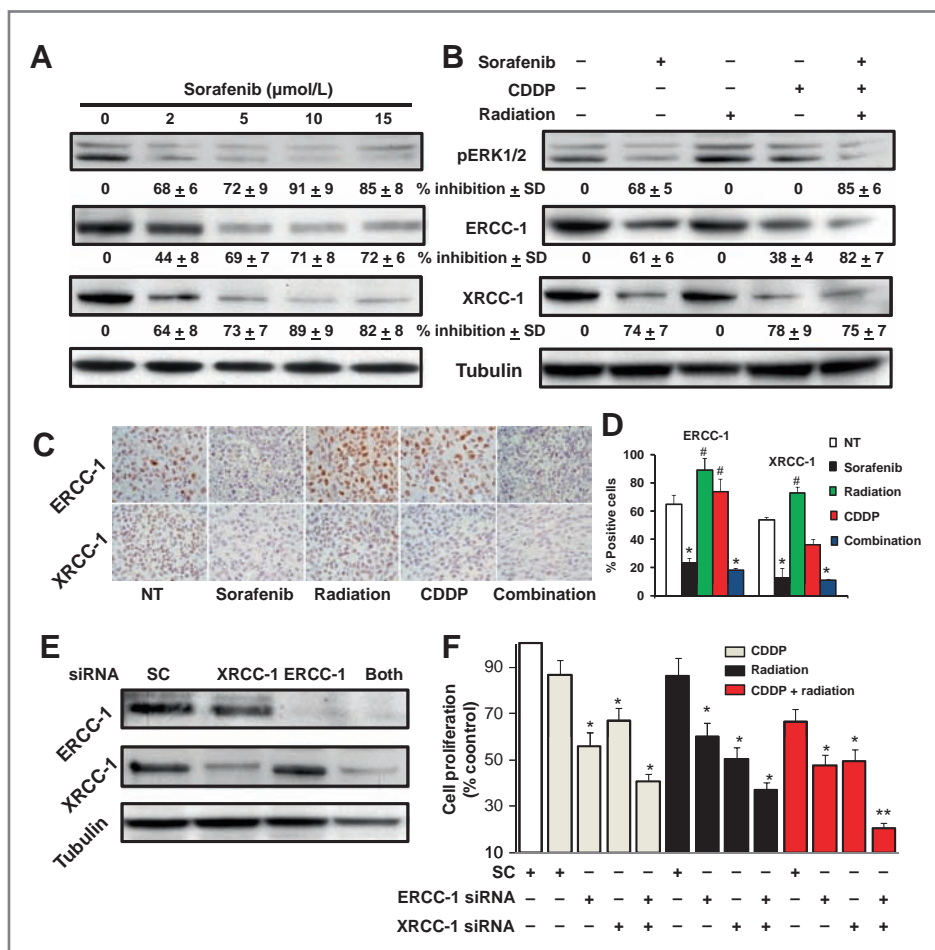 A
Sorafenib (µmol/L)
0 2 5 10 15
0 68 ± 6 72 ± 9 91 ± 9 85 ± 8
0 44 ± 8 69 ± 7 71 ± 8 72 ± 6
0 64 ± 8 73 ± 7 89 ± 9 82 ± 8
pERK1/2
% inhibition ± SD
ERCC-1
% inhibition ± SD
XRCC-1
% inhibition ± SD
Tubulin
B
Sorafenib – + – – +
CDDP – – – + +
Radiation – – + – +
0 68 ± 5 0 0 85 ± 6
0 61 ± 6 0 38 ± 4 82 ± 7
0 74 ± 7 0 78 ± 9 75 ± 7
C
ERCC-1
XRCC-1
NT Sorafenib Radiation CDDP Combination
D
ERCC-1
XRCC-1
# # #
* * * *
% Positive cells
100
80
60
40
20
0
NT
Sorafenib
Radiation
CDDP
Combination
E
siRNA SC XRCC-1 ERCC-1 Both
ERCC-1
XRCC-1
Tubulin
F
CDDP
Radiation
CDDP + radiation
Cell proliferation
(% coontrol)
90
70
50
30
10
* * * * * * * * **
SC + + – – – + – – – + – – –
ERCC-1 siRNA – – + – + – + – + – + – +
XRCC-1 siRNA – – – + + – – + + – – + +